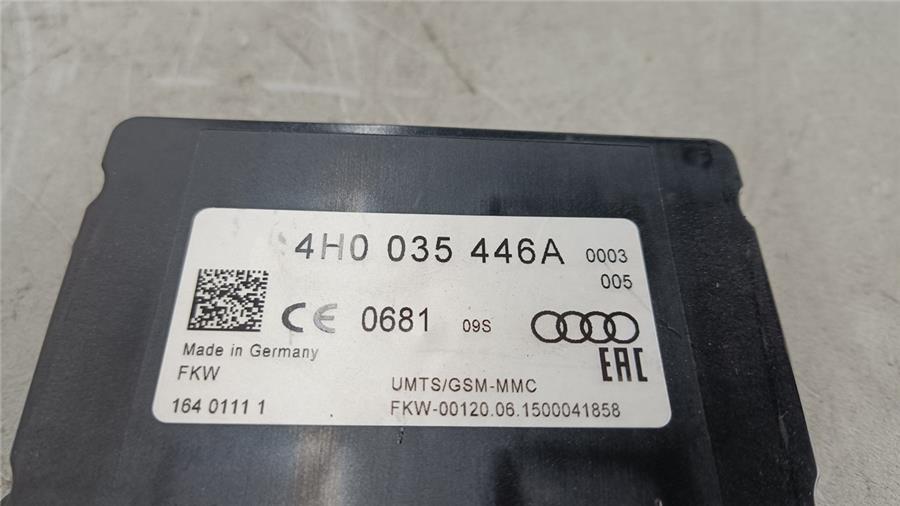 4H0 035 446A 0003
005
CE 0681 09S
EAC
Made in Germany
FKW
UMTS/GSM-MMC
164 0111 1
FKW-00120.06.1500041858